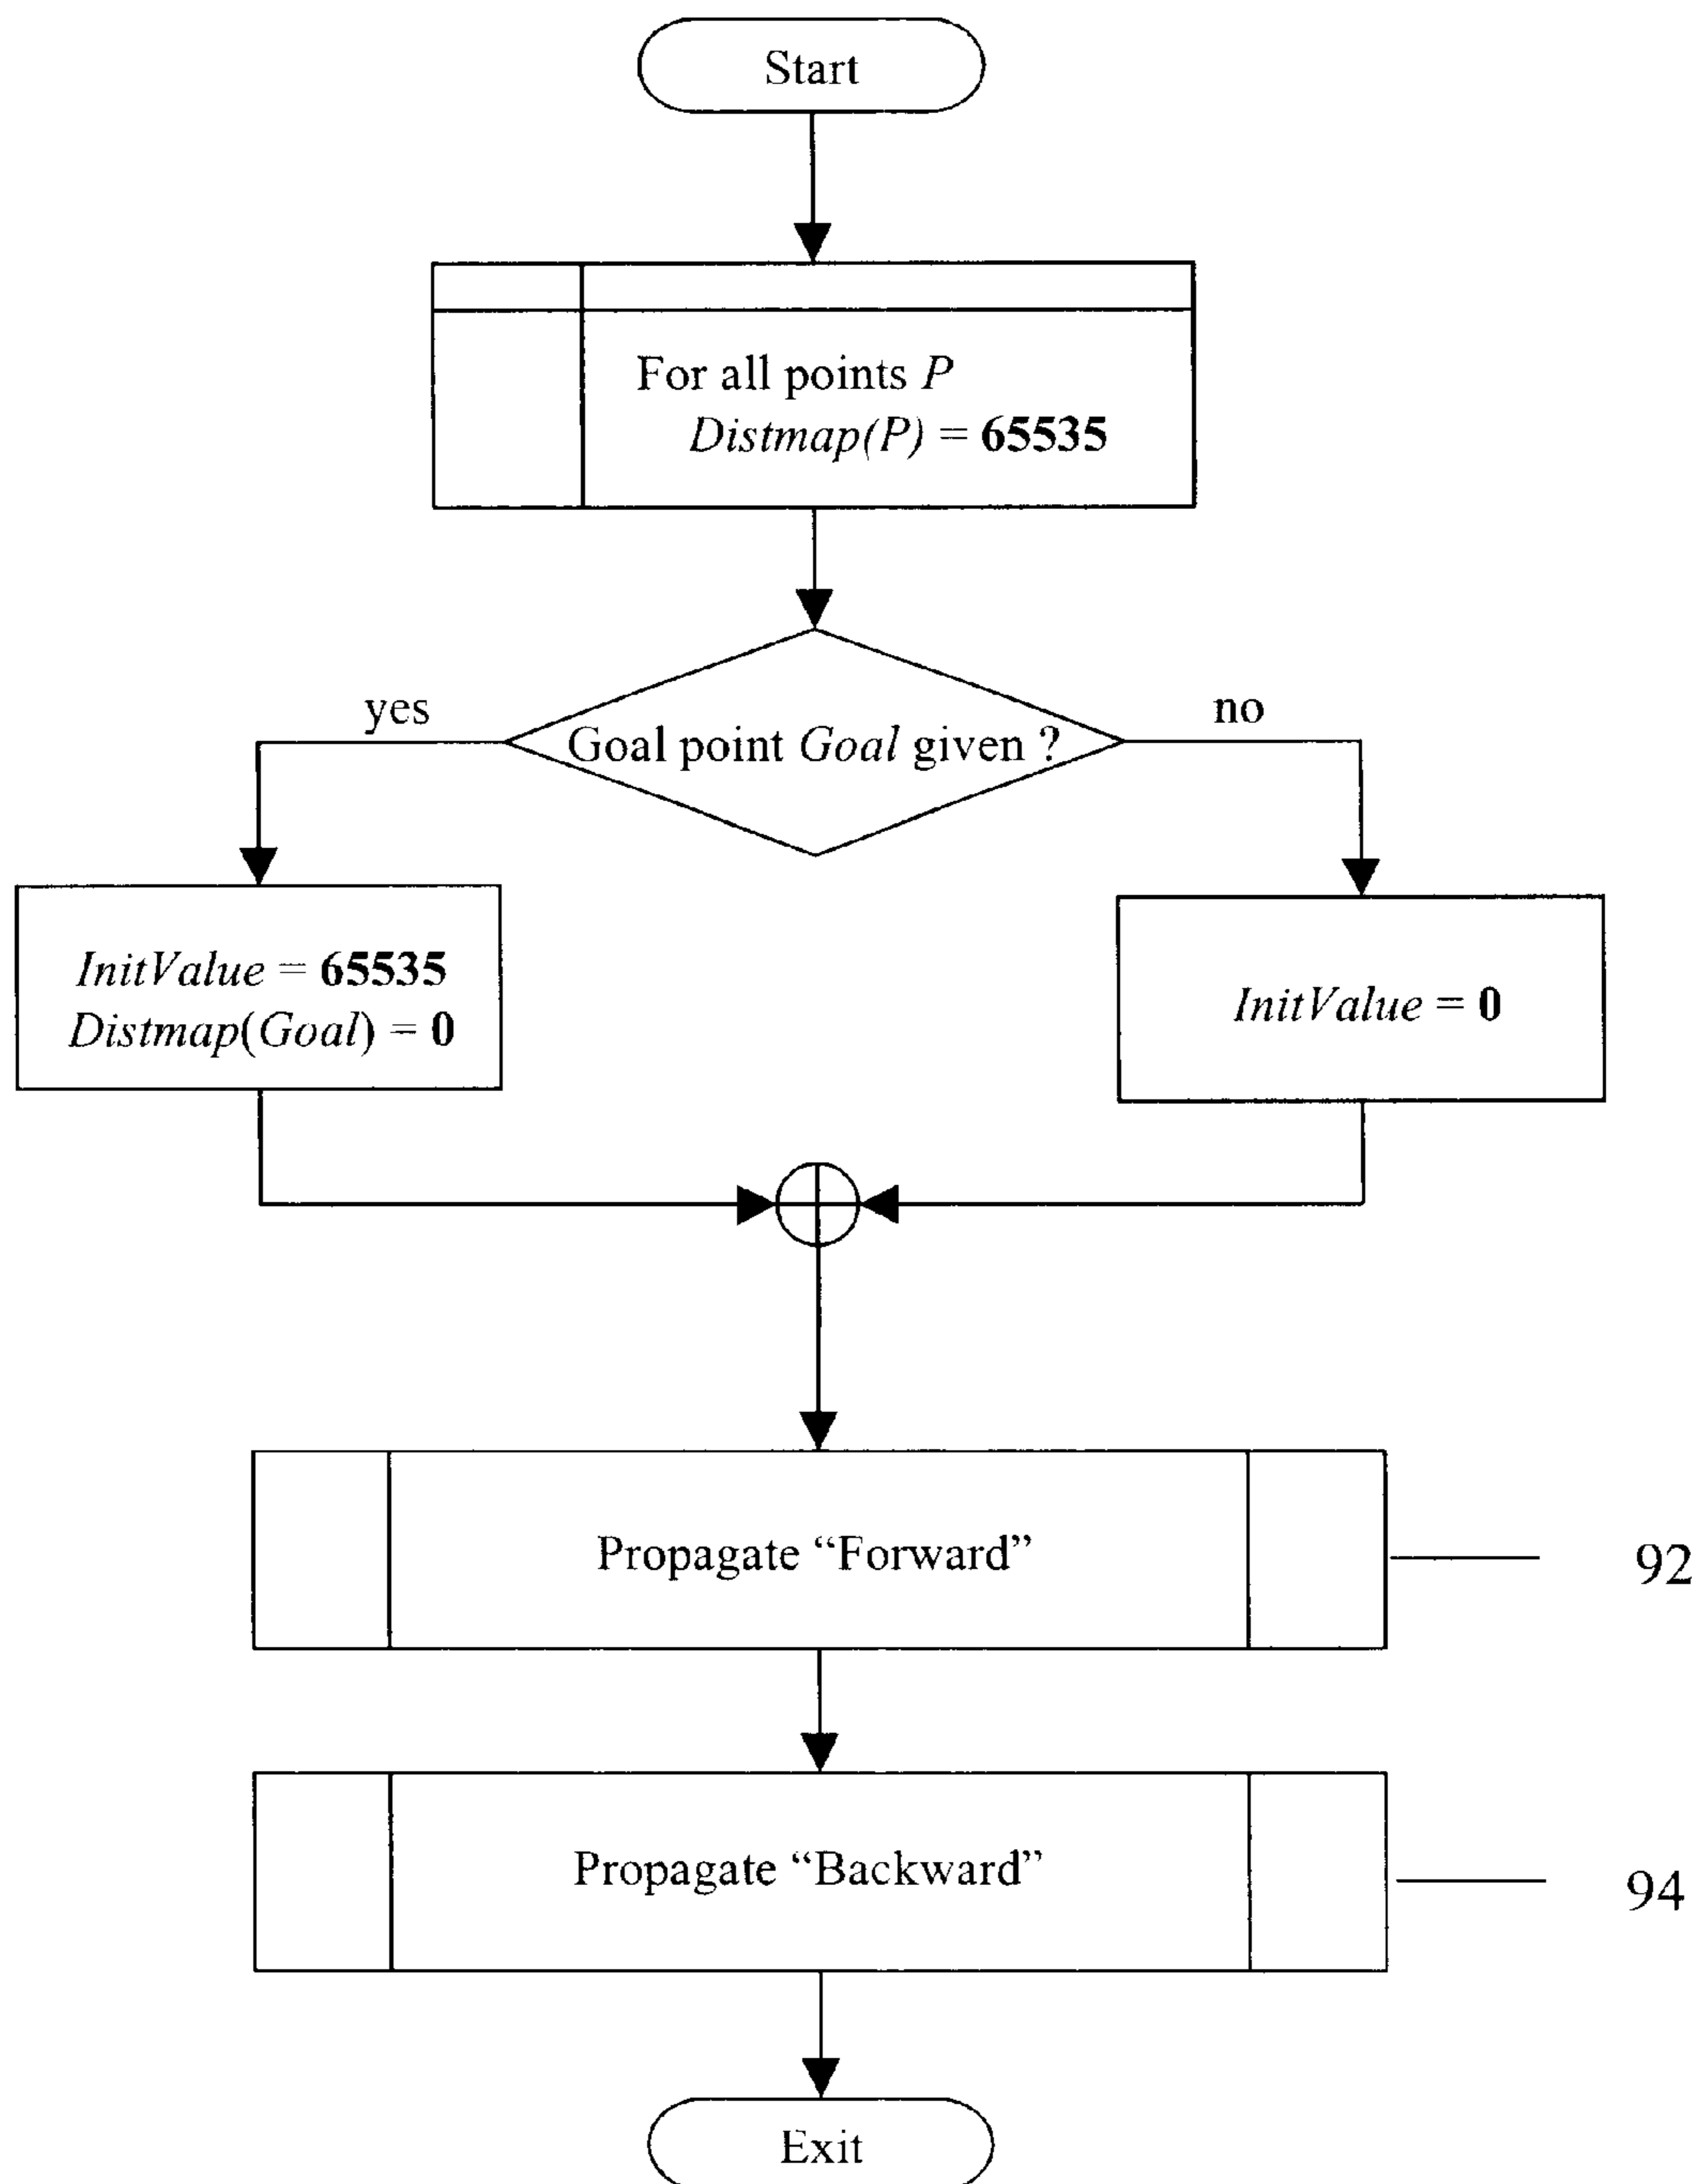 Start
For all points P
Distmap(P) = 65535
yes
no
Goal point Goal given ?
InitValue = 65535
Distmap(Goal) = 0
InitValue = 0
Propagate “Forward”
92
Propagate “Backward”
94
Exit